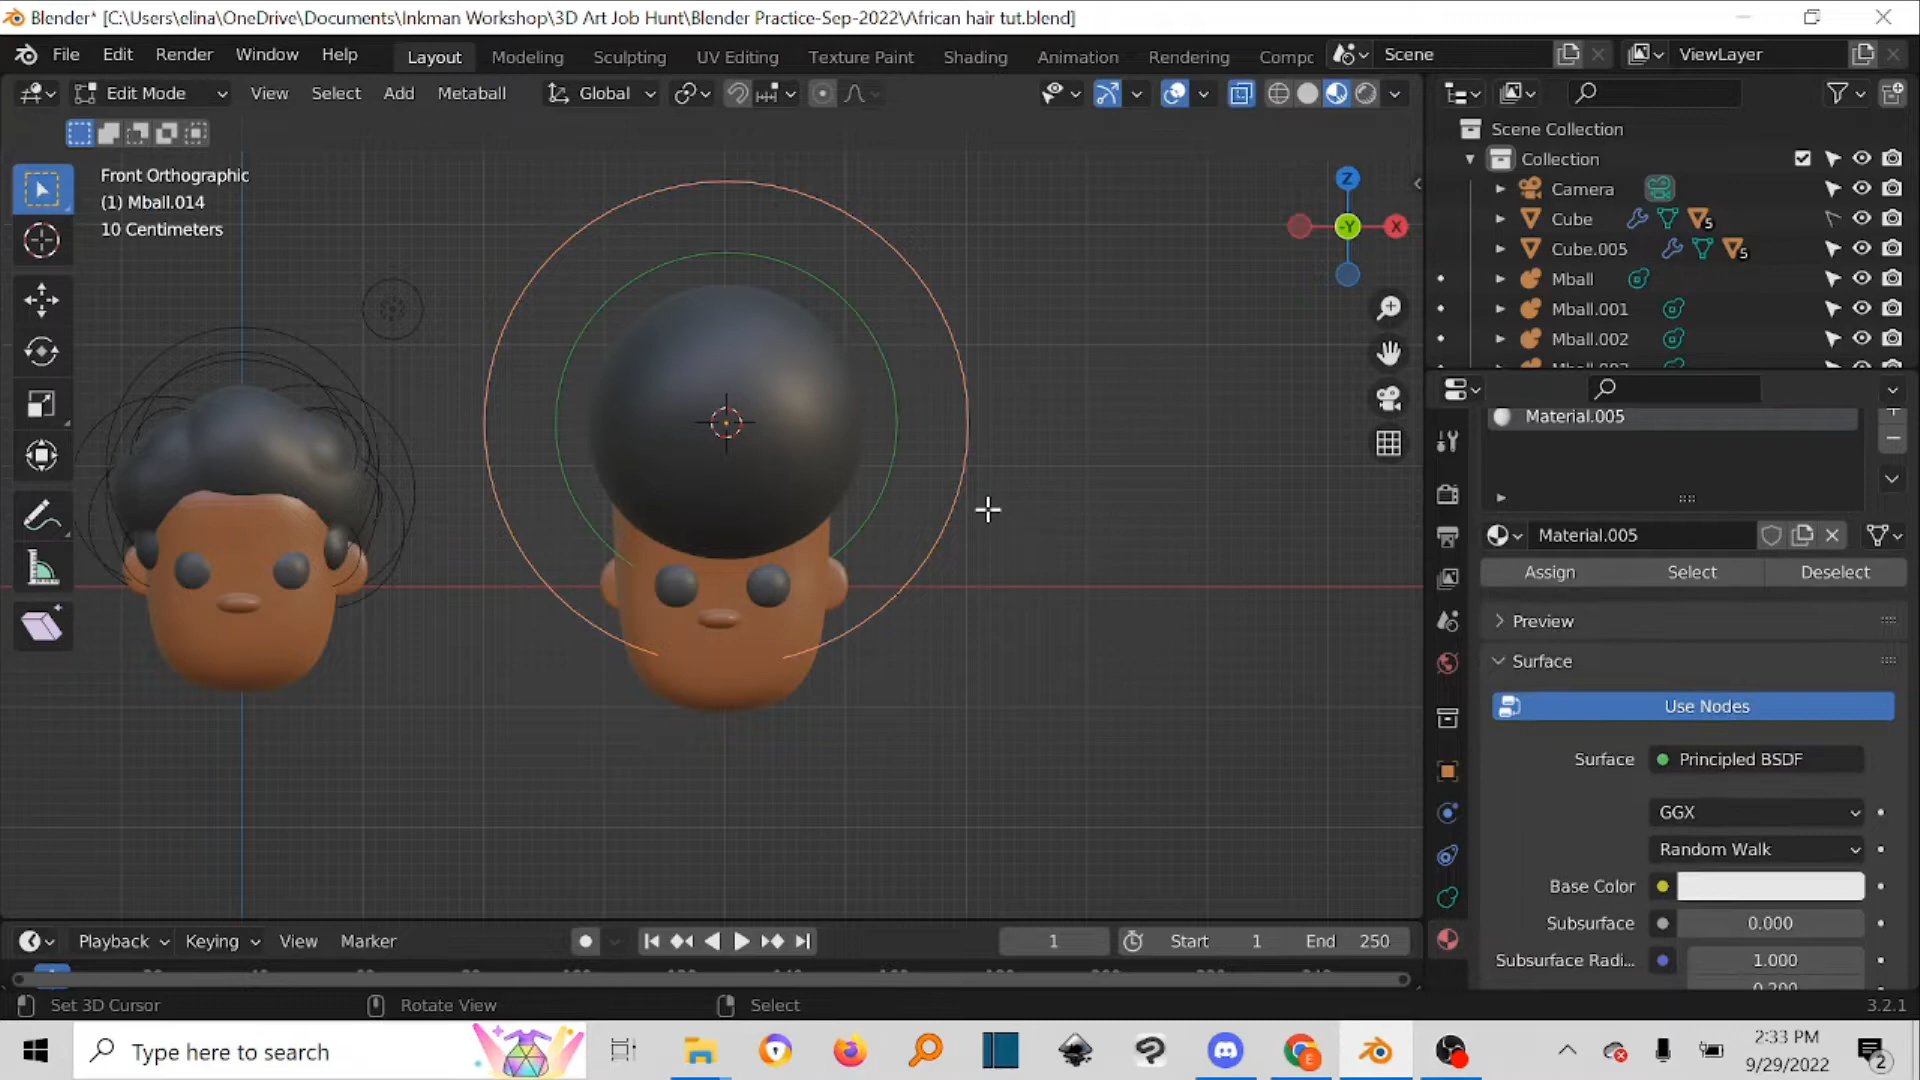 Blender* [C:\Users\elina\OneDrive\Documents\Inkman Workshop\3D Art Job Hunt\Blender Practice-Sep-2022\African hair tut.blend]
File Edit Render Window Help Layout Modeling Sculpting UV Editing Texture Paint Shading Animation Rendering Compc Scene ViewLayer
Edit Mode View Select Add Metaball Global
Scene Collection
Collection
Front Orthographic
(1) Mball.014
10 Centimeters
Z
-Y
X
Camera
Cube 5
Cube.005 5
Mball
Mball.001
Mball.002
Material.005
Material.005
Assign Select Deselect
Preview
Surface
Use Nodes
Surface Principled BSDF
GGX
Random Walk
Base Color
Subsurface 0.000
Subsurface Radi... 1.000
Playback Keying View Marker 1 Start 1 End 250
Set 3D Cursor Rotate View Select 3.2.1
Type here to search
E
2:33 PM
9/29/2022
2